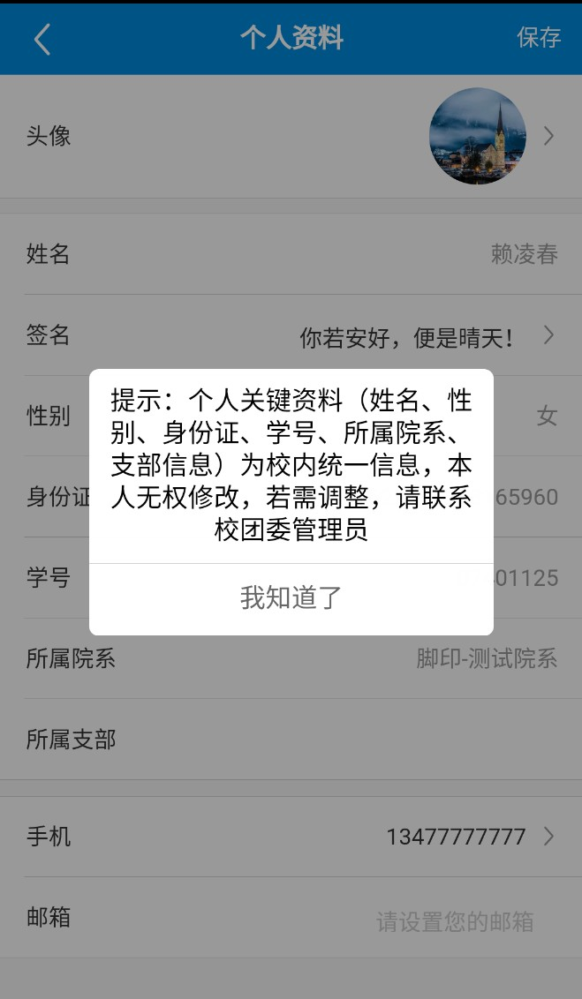 个人资料
保存
头像
姓名
赖凌春
签名
你若安好，便是晴天！
性别
女
提示：个人关键资料（姓名、性
别、身份证、学号、所属院系、
支部信息）为校内统一信息，本
人无权修改，若需调整，请联系
校团委管理员
我知道了
身份证
65960
学号
01125
所属院系
脚印-测试院系
所属支部
手机
13477777777
邮箱
请设置您的邮箱